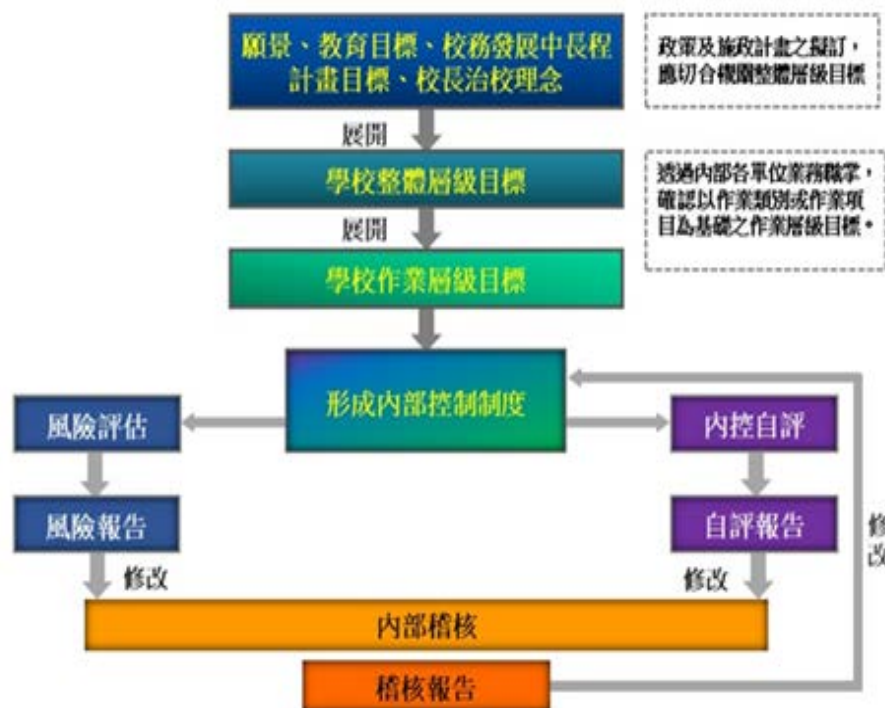 願景、教育目標、校務發展中長程
計畫目標、校長治校理念
政策及施政計畫之擬訂，
應切合機關整體層級目標
展開
學校整體層級目標
透過內部各單位業務職掌，
確認以作業類別或作業項
目為基礎之作業層級目標。
展開
學校作業層級目標
形成內部控制制度
風險評估
內控自評
風險報告
自評報告
修改
修改
修
改
內部稽核
稽核報告